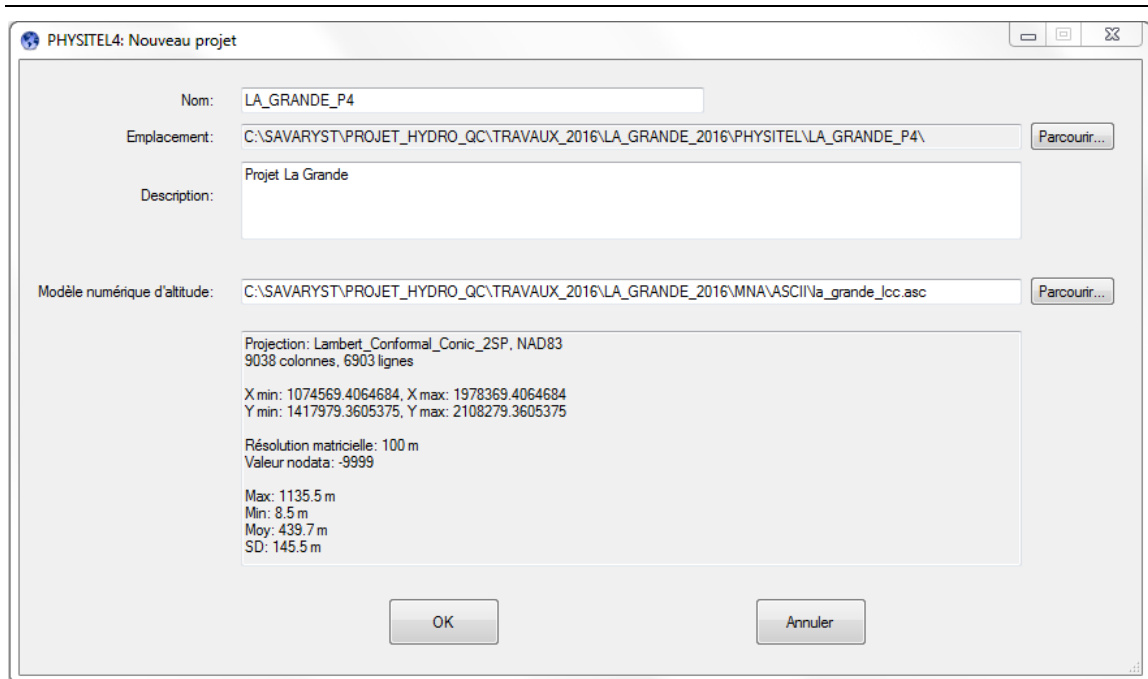 PHYSITEL4: Nouveau projet
Nom: LA_GRANDE_P4
Emplacement: C:\SAVARYST\PROJET_HYDRO_QC\TRAVAUX_2016\LA_GRANDE_2016\PHYSITEL\LA_GRANDE_P4\ Parcourir...
Description: Projet La Grande
Modèle numérique d'altitude: C:\SAVARYST\PROJET_HYDRO_QC\TRAVAUX_2016\LA_GRANDE_2016\MNA\ASCII\la_grande_lcc.asc Parcourir...
Projection: Lambert_Conformal_Conic_2SP, NAD83
9038 colonnes, 6903 lignes
X min: 1074569.4064684, X max: 1978369.4064684
Y min: 1417979.3605375, Y max: 2108279.3605375
Résolution matricielle: 100 m
Valeur nodata: -9999
Max: 1135.5 m
Min: 8.5 m
Moy: 439.7 m
SD: 145.5 m
OK Annuler